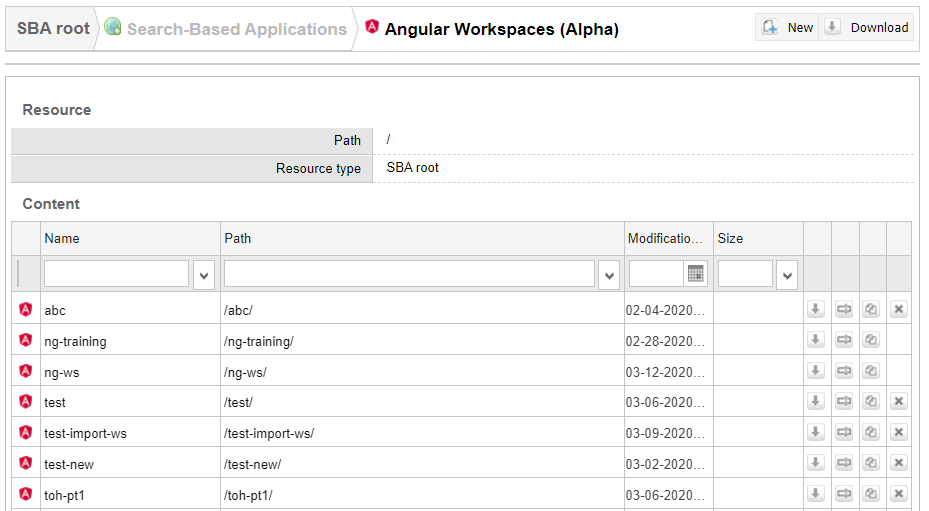 SBA root Search-Based Applications Angular Workspaces (Alpha) New Download
Resource
Path /
Resource type SBA root
Content
Name Path Modificatio... Size
abc /abc/ 02-04-2020...
ng-training /ng-training/ 02-28-2020...
ng-ws /ng-ws/ 03-12-2020...
test /test/ 03-06-2020...
test-import-ws /test-import-ws/ 03-09-2020...
test-new /test-new/ 03-02-2020...
toh-pt1 /toh-pt1/ 03-06-2020...